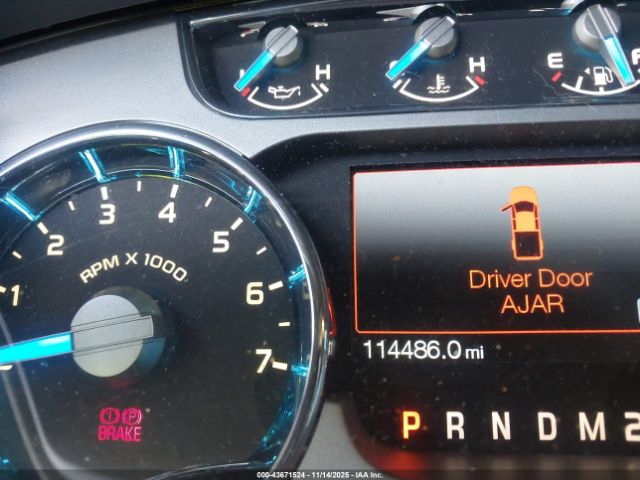 H
H
E
F
1
2
3
4
5
6
7
RPM X 1000
BRAKE
Driver Door
AJAR
114486.0 mi
P R N D M 2
000-43671524 | 11/14/2025 - IAA Inc.